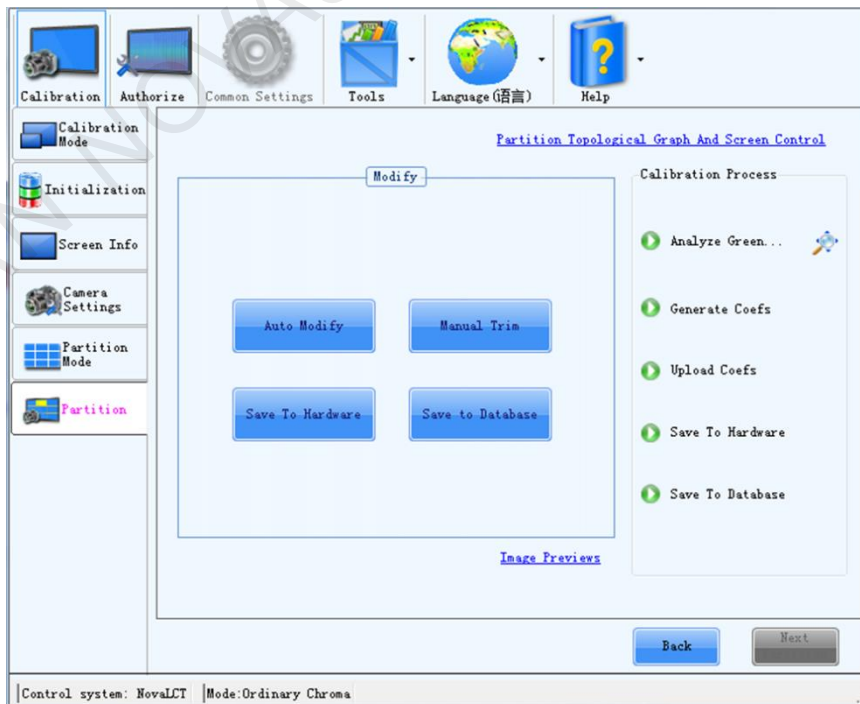 Calibration
Authorize
Common Settings
Tools
Language(语言)
Help
Calibration
Mode
Initialization
Screen Info
Camera
Settings
Partition
Mode
Partition
Partition Topological Graph And Screen Control
Modify
Auto Modify
Manual Trim
Save To Hardware
Save to Database
Image Previews
Calibration Process
Analyze Green...
Generate Coefs
Upload Coefs
Save To Hardware
Save To Database
Back
Next
Control system: NovaLCT
Mode:Ordinary Chroma